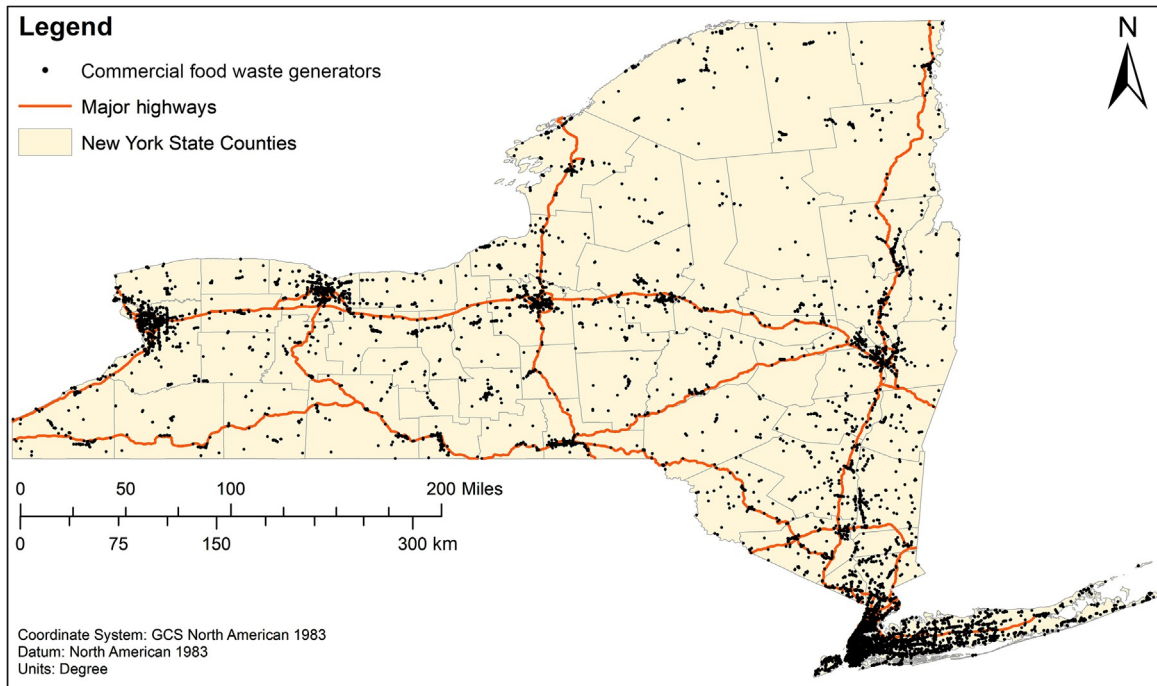 Legend
Commercial food waste generators
Major highways
New York State Counties
N
0 50 100 200 Miles
0 75 150 300 km
Coordinate System: GCS North American 1983
Datum: North American 1983
Units: Degree